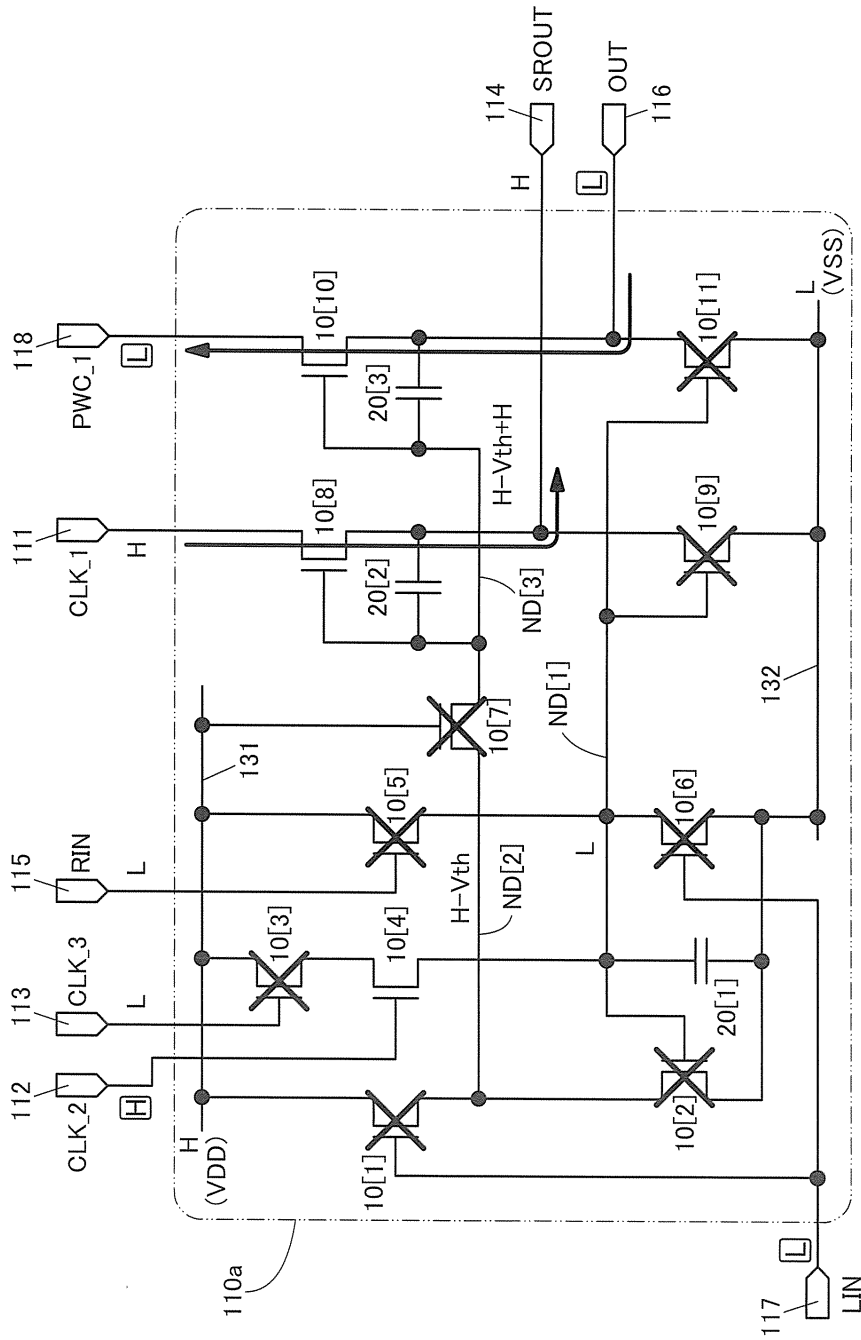 112
CLK_2
H
113
CLK_3
L
115
RIN
L
111
CLK_1
H
118
PWC_1
L
110a
H
(VDD)
131
10[3]
10[1]
10[4]
10[5]
10[7]
10[8]
20[2]
10[10]
20[3]
H-Vth
ND[2]
H-Vth+H
ND[3]
ND[1]
L
10[2]
20[1]
10[6]
10[9]
10[11]
132
L
(VSS)
H
114
SROUT
L
OUT
116
L
117
LIN